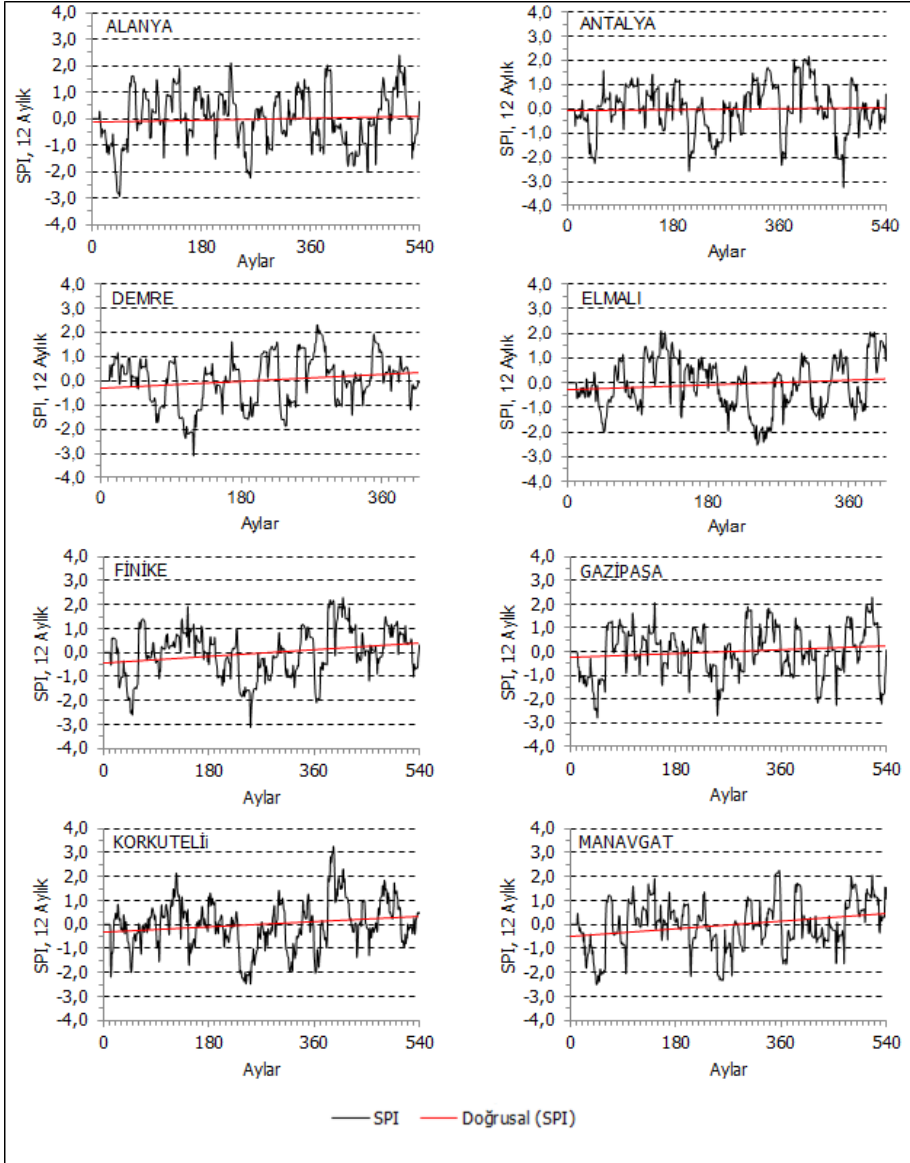 ALANYA
SPI, 12 Aylık
4,0
3,0
2,0
1,0
0,0
-1,0
-2,0
-3,0
-4,0
0 180 360 540
Aylar
ANTALYA
SPI, 12 Aylık
4,0
3,0
2,0
1,0
0,0
-1,0
-2,0
-3,0
-4,0
0 180 360 540
Aylar
DEMRE
SPI, 12 Aylık
4,0
3,0
2,0
1,0
0,0
-1,0
-2,0
-3,0
-4,0
0 180 360
Aylar
ELMALI
SPI, 12 Aylık
4,0
3,0
2,0
1,0
0,0
-1,0
-2,0
-3,0
-4,0
0 180 360
Aylar
FİNİKE
SPI, 12 Aylık
4,0
3,0
2,0
1,0
0,0
-1,0
-2,0
-3,0
-4,0
0 180 360 540
Aylar
GAZİPAŞA
SPI, 12 Aylık
4,0
3,0
2,0
1,0
0,0
-1,0
-2,0
-3,0
-4,0
0 180 360 540
Aylar
KORKUTELİi
SPI, 12 Aylık
4,0
3,0
2,0
1,0
0,0
-1,0
-2,0
-3,0
-4,0
0 180 360 540
Aylar
MANAVGAT
SPI, 12 Aylık
4,0
3,0
2,0
1,0
0,0
-1,0
-2,0
-3,0
-4,0
0 180 360 540
Aylar
SPI Doğrusal (SPI)